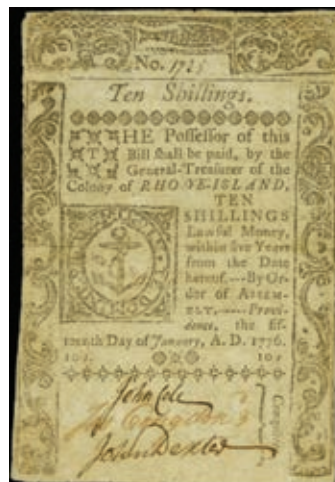 No. 1725
Ten Shillings.
THE Possessor of this
Bill shall be paid, by the
General-Treasurer of the
Colony of RHODE-ISLAND,
TEN
SHILLINGS
Lawful Money,
within five Years
from the Date
hereof.---By Or-
der of ASSEM-
BLY,----Provi-
dence, the Eigh-
teenth Day of January, A. D. 1776.
10s. 10s
John Cole
John Dexter